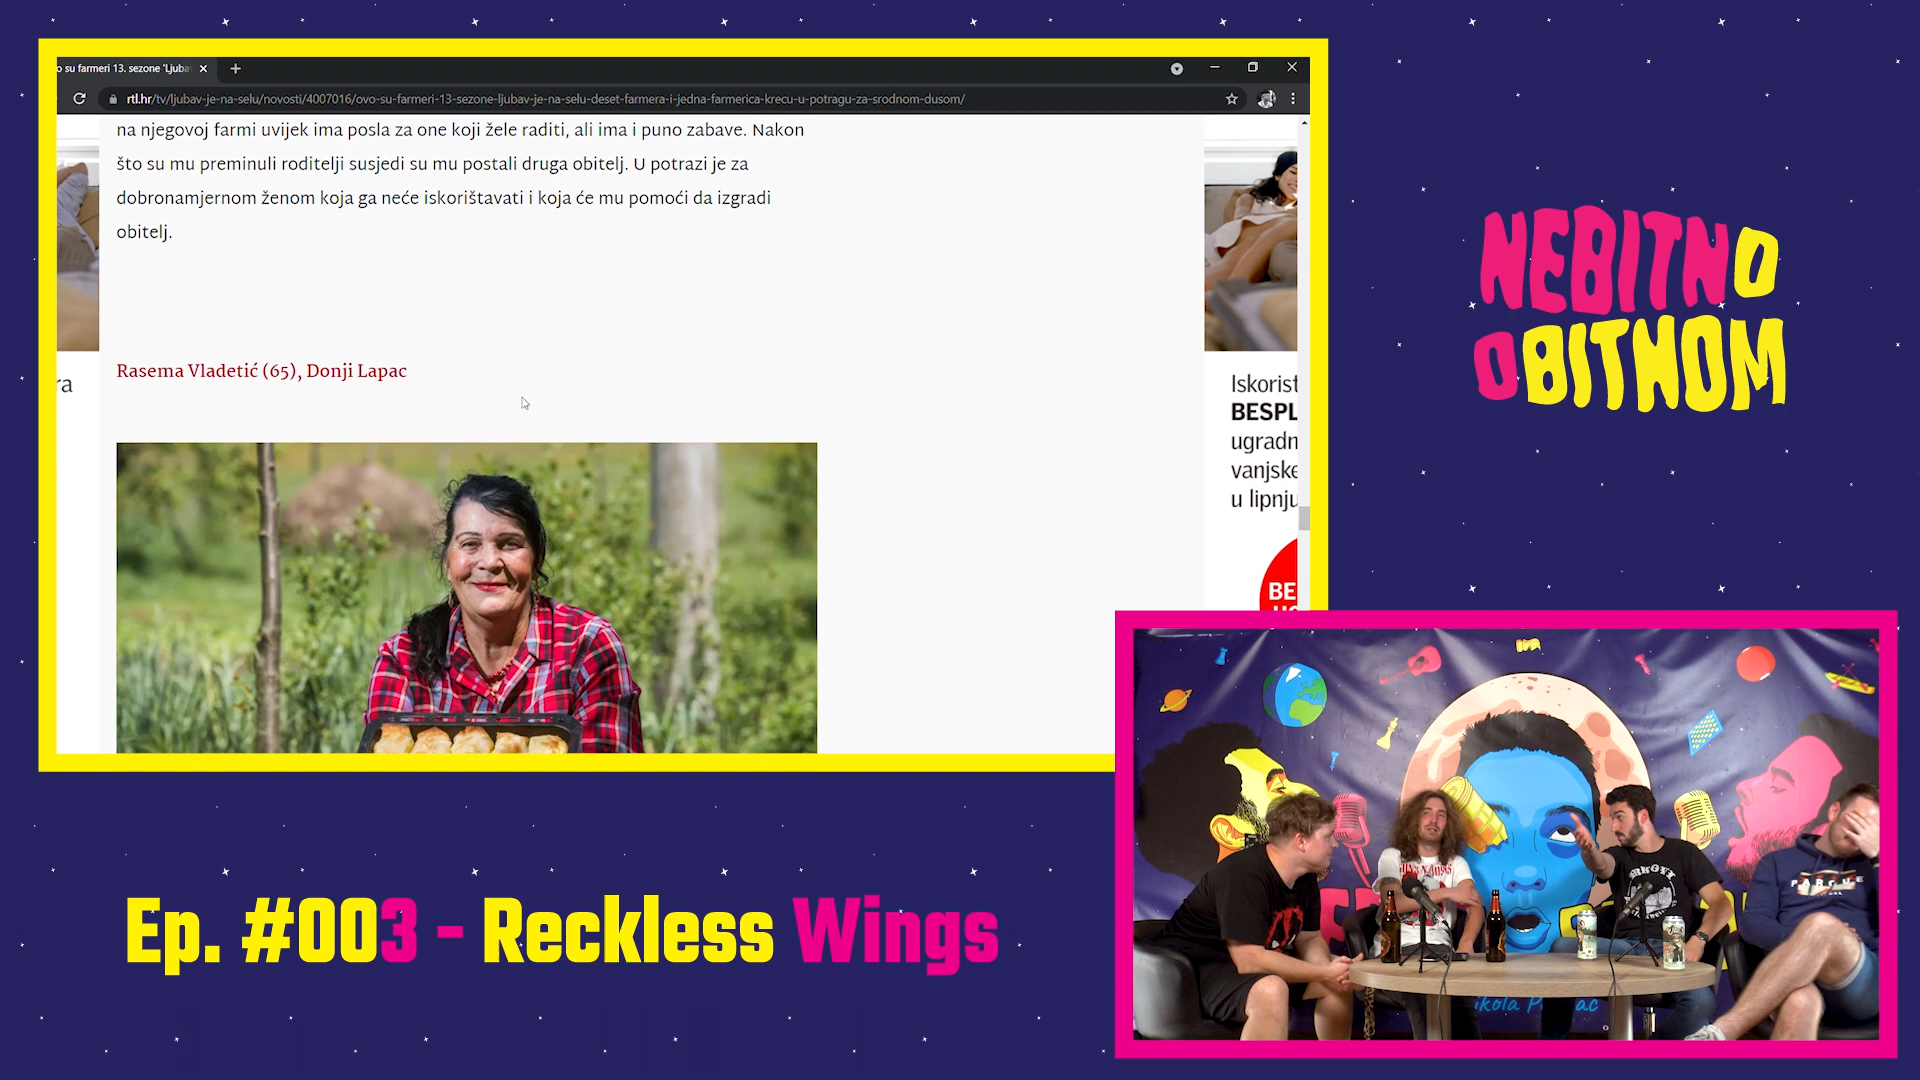 o su farmeri 13. sezone 'Ljuba
rtl.hr/tv/ljubav-je-na-selu/novosti/4007016/ovo-su-farmeri-13-sezone-ljubav-je-na-selu-deset-farmera-i-jedna-farmerica-krecu-u-potragu-za-srodnom-dusom/
na njegovoj farmi uvijek ima posla za one koji žele raditi, ali ima i puno zabave. Nakon
što su mu preminuli roditelji susjedi su mu postali druga obitelj. U potrazi je za
dobronamjernom ženom koja ga neće iskorištavati i koja će mu pomoći da izgradi
obitelj.
Rasema Vladetić (65), Donji Lapac
ra
Iskorist
BESPL
ugradn
vanjske
u lipnju
BE
NEBITNO
OBITNOM
Ep. #003 - Reckless Wings